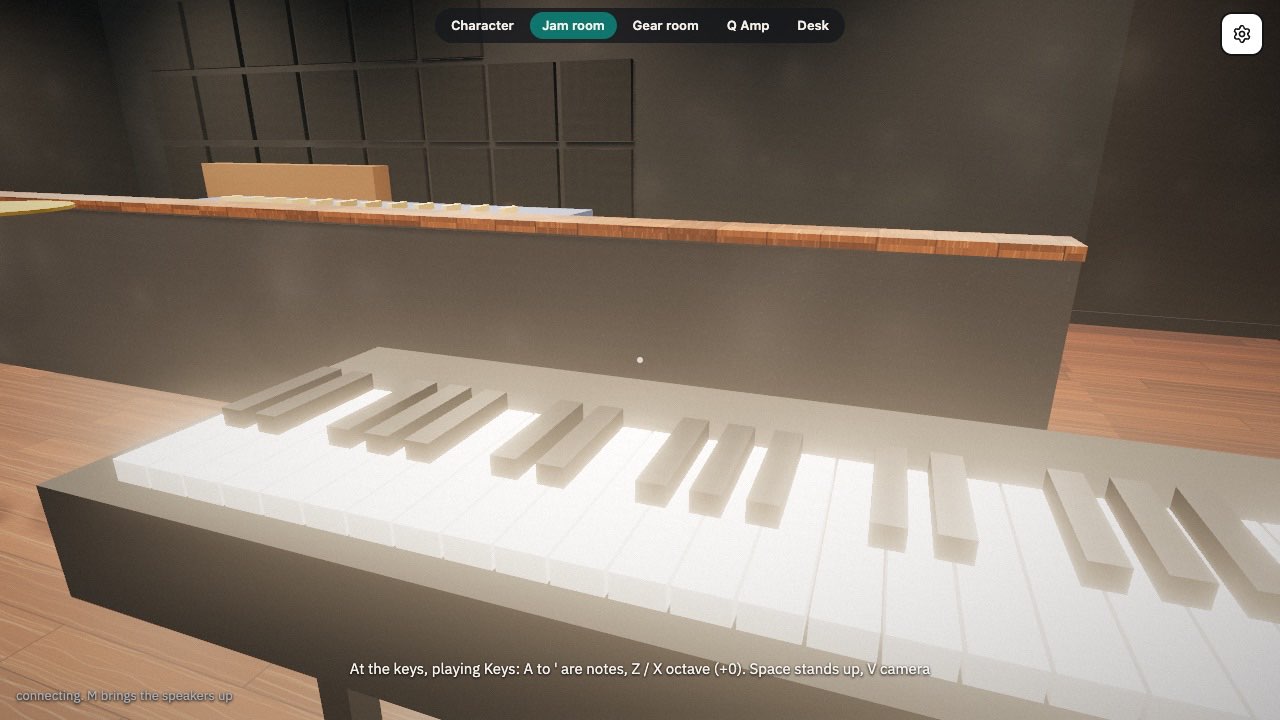 Character
Jam room
Gear room
Q Amp
Desk
At the keys, playing Keys: A to ' are notes, Z / X octave (+0). Space stands up, V camera
connecting. M brings the speakers up